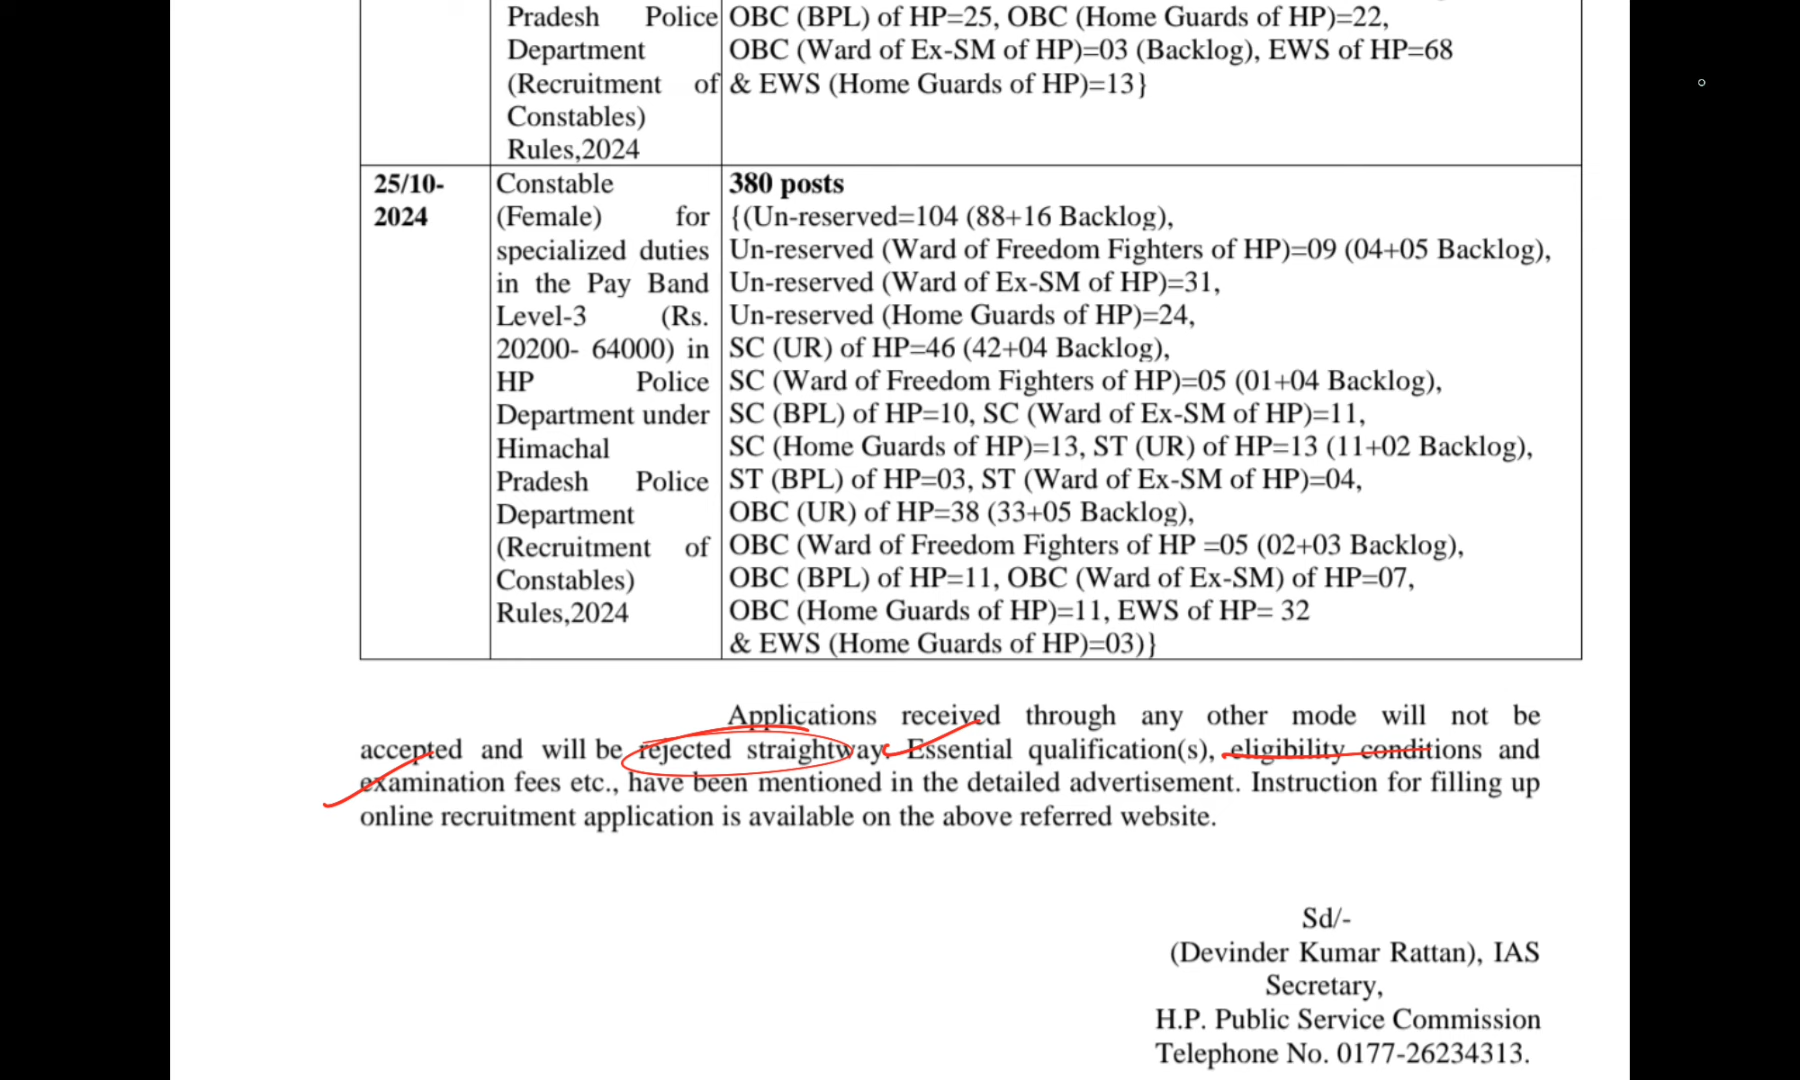 Pradesh Police
Department
(Recruitment of
Constables)
Rules,2024
OBC (BPL) of HP=25, OBC (Home Guards of HP)=22,
OBC (Ward of Ex-SM of HP)=03 (Backlog), EWS of HP=68
& EWS (Home Guards of HP)=13}
25/10-
2024
Constable
(Female) for
specialized duties
in the Pay Band
Level-3 (Rs.
20200- 64000) in
HP Police
Department under
Himachal
Pradesh Police
Department
(Recruitment of
Constables)
Rules,2024
380 posts
{(Un-reserved=104 (88+16 Backlog),
Un-reserved (Ward of Freedom Fighters of HP)=09 (04+05 Backlog),
Un-reserved (Ward of Ex-SM of HP)=31,
Un-reserved (Home Guards of HP)=24,
SC (UR) of HP=46 (42+04 Backlog),
SC (Ward of Freedom Fighters of HP)=05 (01+04 Backlog),
SC (BPL) of HP=10, SC (Ward of Ex-SM of HP)=11,
SC (Home Guards of HP)=13, ST (UR) of HP=13 (11+02 Backlog),
ST (BPL) of HP=03, ST (Ward of Ex-SM of HP)=04,
OBC (UR) of HP=38 (33+05 Backlog),
OBC (Ward of Freedom Fighters of HP =05 (02+03 Backlog),
OBC (BPL) of HP=11, OBC (Ward of Ex-SM) of HP=07,
OBC (Home Guards of HP)=11, EWS of HP= 32
& EWS (Home Guards of HP)=03)}
Applications received through any other mode will not be
accepted and will be rejected straightway. Essential qualification(s), eligibility conditions and
examination fees etc., have been mentioned in the detailed advertisement. Instruction for filling up
online recruitment application is available on the above referred website.
Sd/-
(Devinder Kumar Rattan), IAS
Secretary,
H.P. Public Service Commission
Telephone No. 0177-26234313.